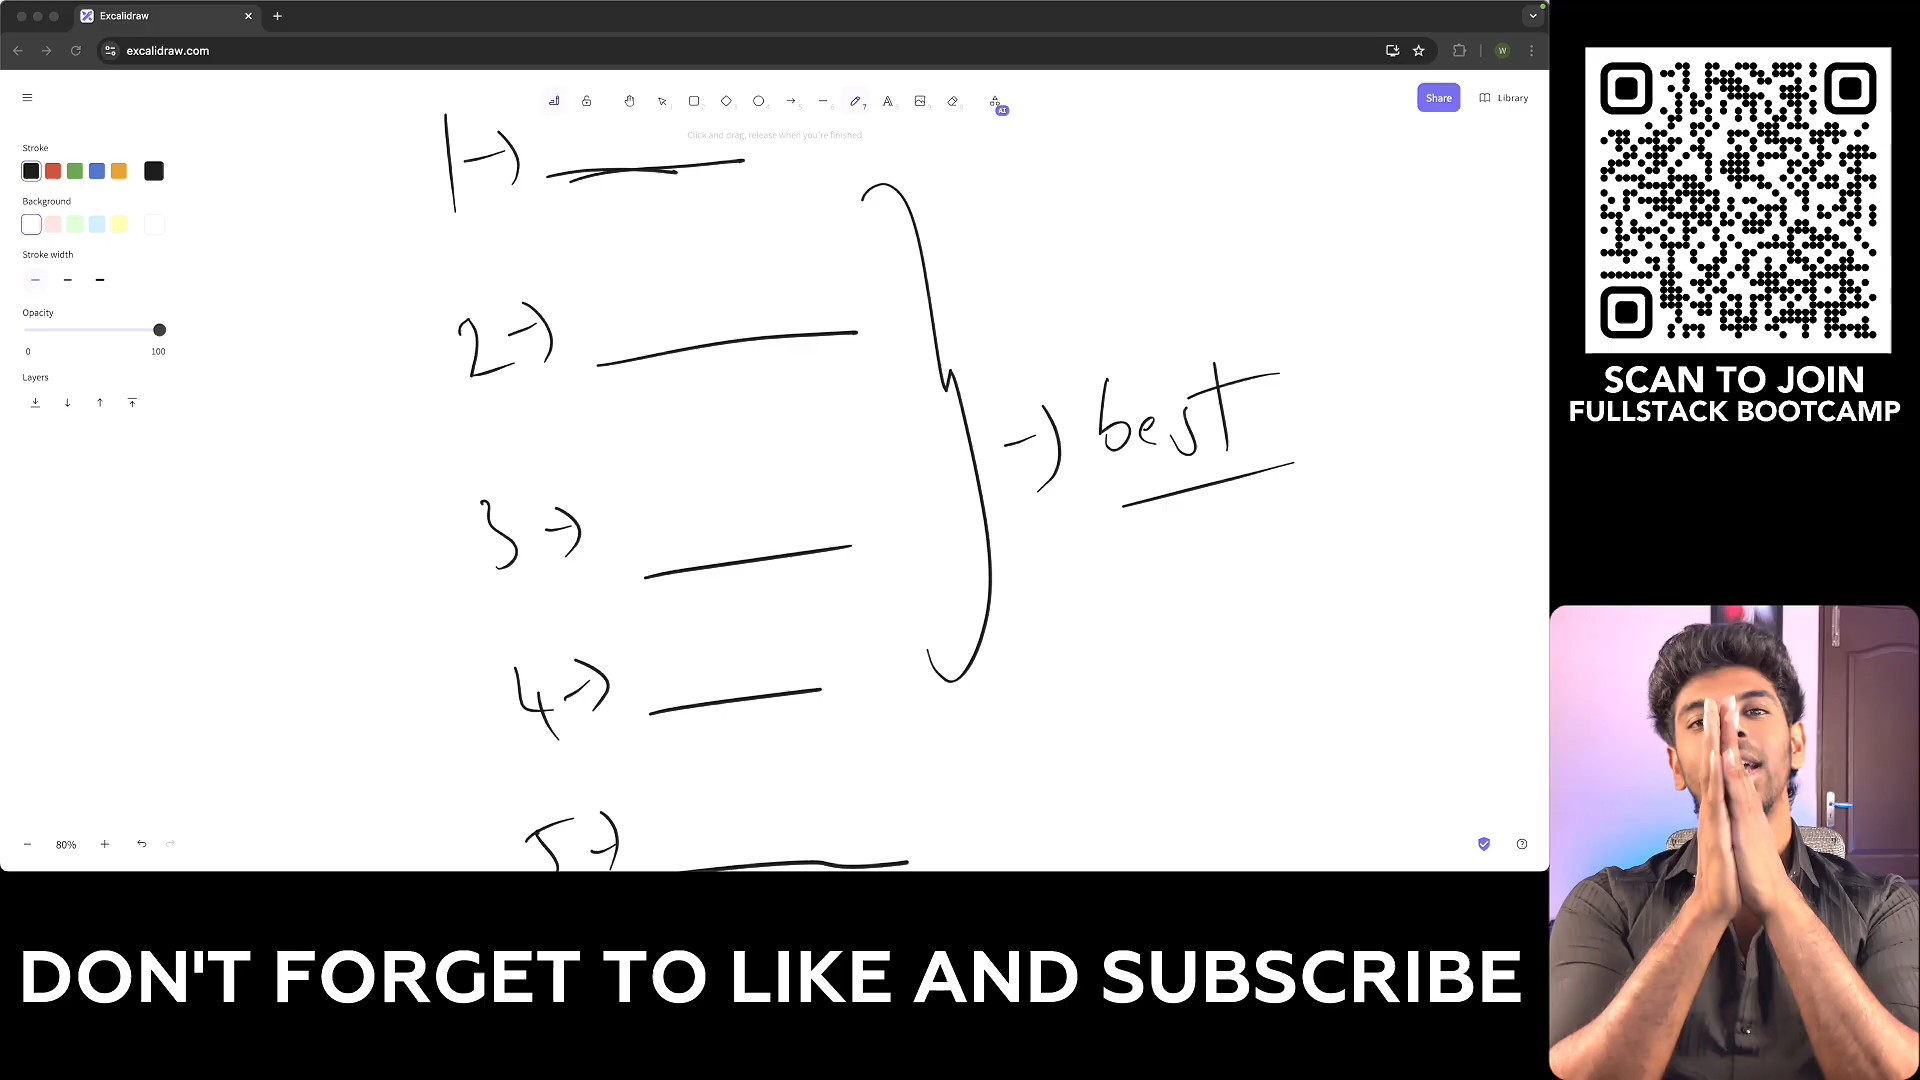 Excalidraw
excalidraw.com
W
Share
Library
Click and drag, release when you're finished
AI
Stroke
Background
Stroke width
Opacity
0 100
Layers
1 →
2 →
3 →
4 →
5 →
→ best
80%
SCAN TO JOIN
FULLSTACK BOOTCAMP
DON'T FORGET TO LIKE AND SUBSCRIBE